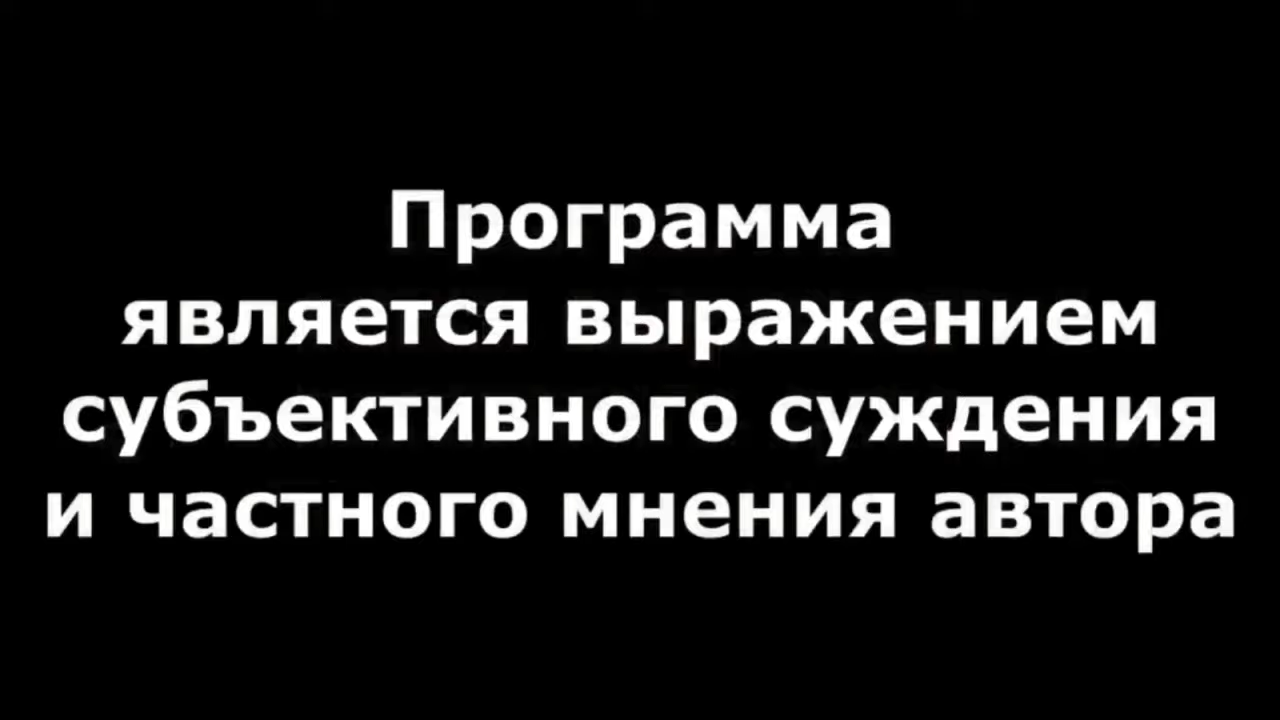 Программа
является выражением
субъективного суждения
и частного мнения автора